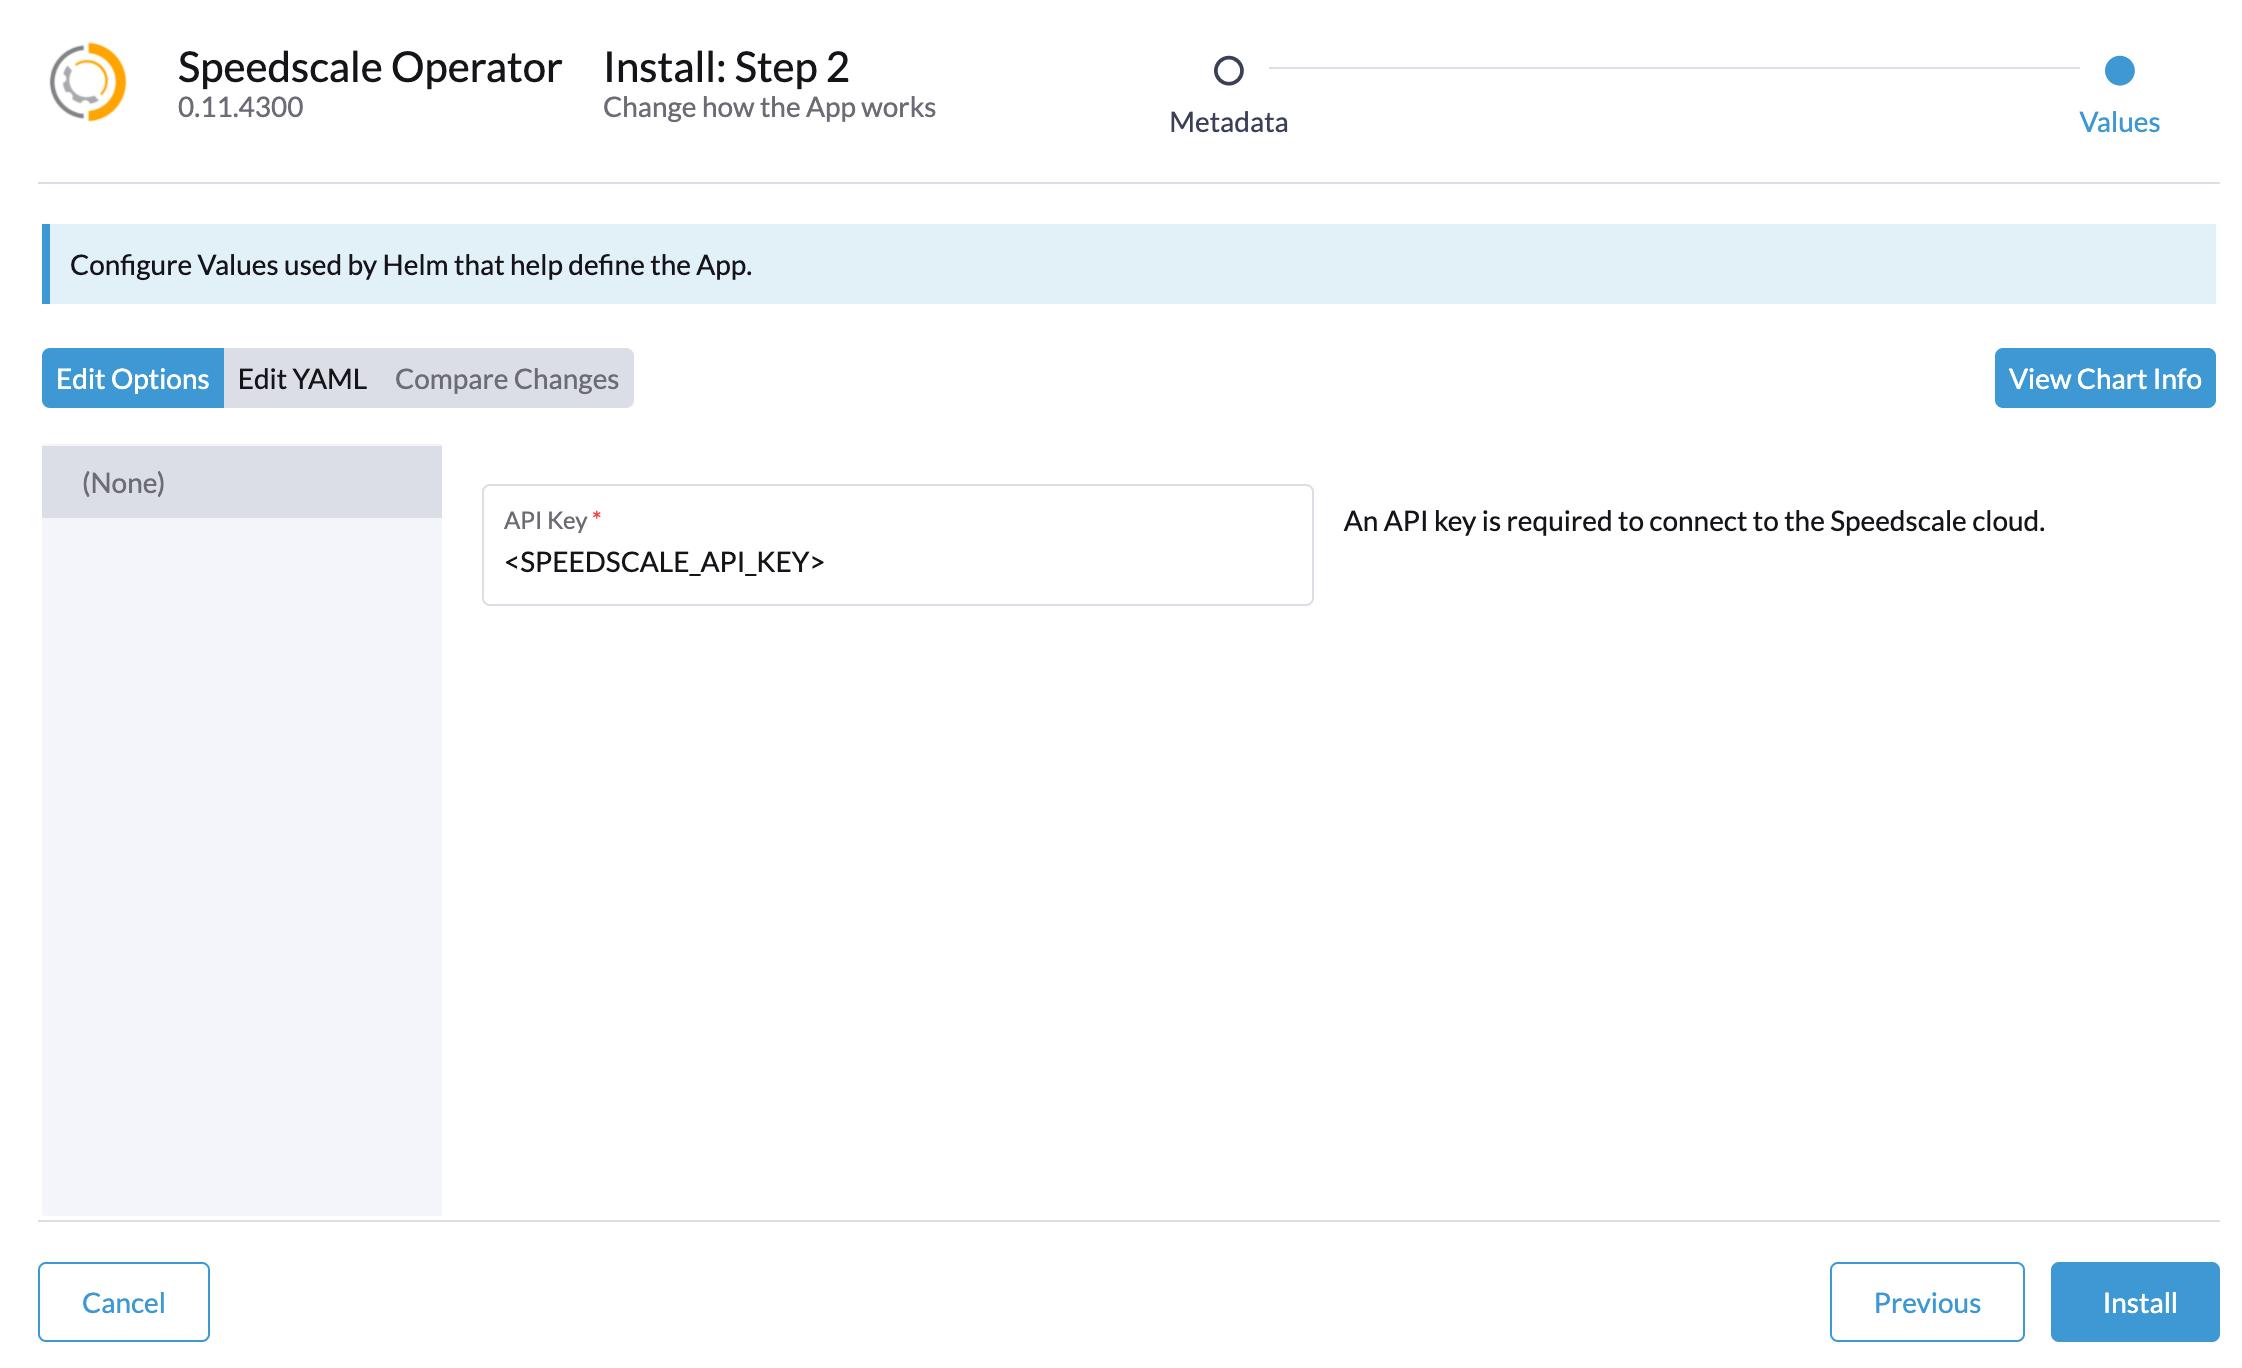 Speedscale Operator
0.11.4300
Install: Step 2
Change how the App works
Metadata
Values
Configure Values used by Helm that help define the App.
Edit Options
Edit YAML
Compare Changes
View Chart Info
(None)
API Key *
<SPEEDSCALE_API_KEY>
An API key is required to connect to the Speedscale cloud.
Cancel
Previous
Install